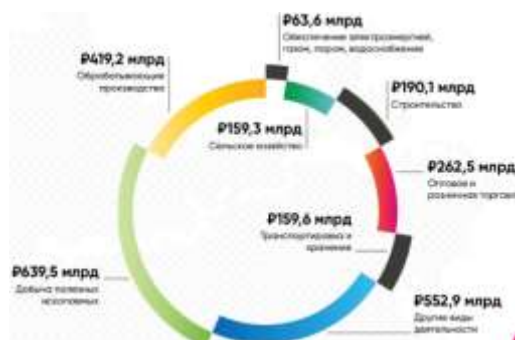 ₽63,6 млрд
Обеспечение электроэнергией,
газом, паром, водоснабжение
₽419,2 млрд
Обрабатывающие
производства
₽190,1 млрд
Строительство
₽159,3 млрд
Сельское хозяйство
₽262,5 млрд
Оптовая и
розничная торговля
₽159,6 млрд
Транспортировка и
хранение
₽639,5 млрд
Добыча полезных
ископаемых
₽552,9 млрд
Другие виды
деятельности